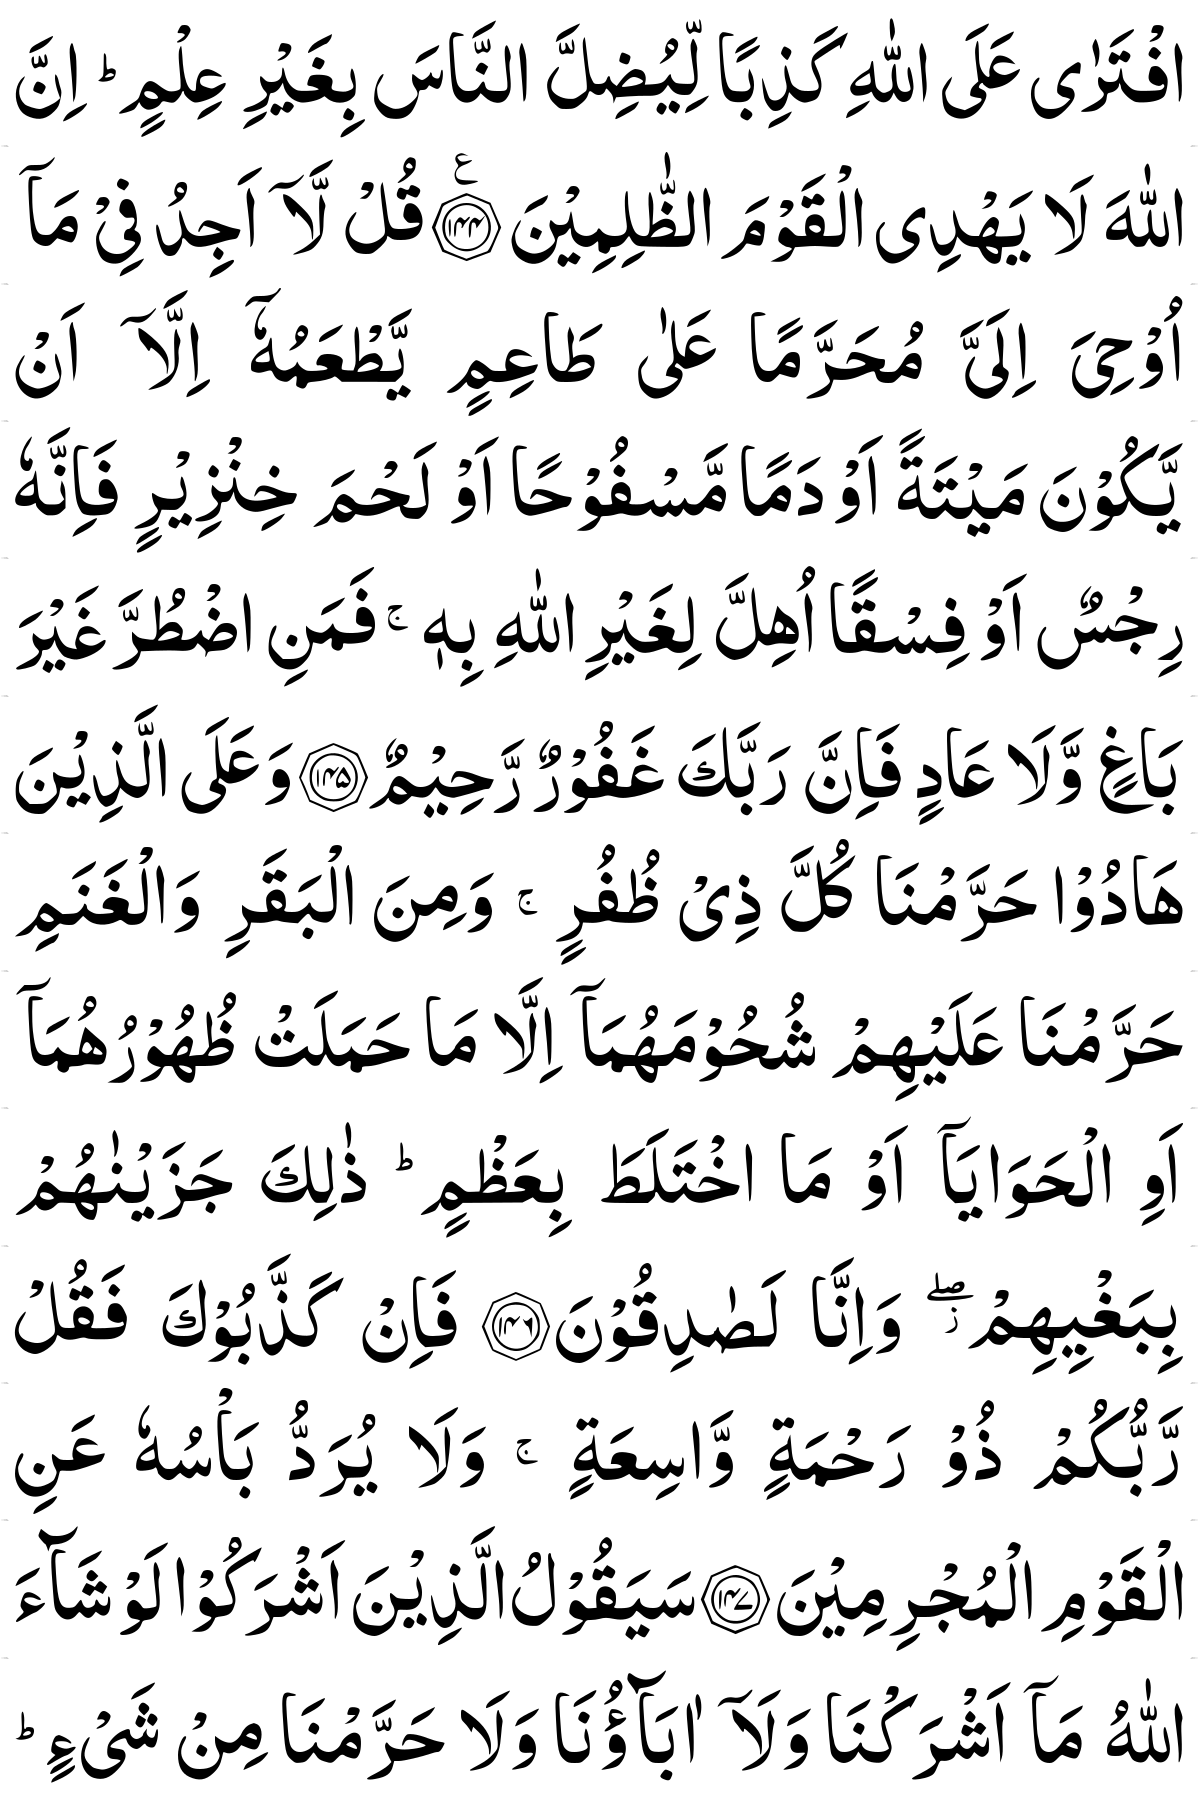 افْتَرٰی عَلَی اللّٰهِ كَذِبًا لِّیُضِلَّ النَّاسَ بِغَیْرِ عِلْمٍ ؕ اِنَّ
اللّٰهَ لَا یَهْدِی الْقَوْمَ الظّٰلِمِیْنَ ۧ﴿۱۴۴﴾ قُلْ لَّاۤ اَجِدُ فِیْ مَاۤ
اُوْحِیَ اِلَیَّ مُحَرَّمًا عَلٰی طَاعِمٍ یَّطْعَمُهٗۤ اِلَّاۤ اَنْ
یَّكُوْنَ مَیْتَةً اَوْ دَمًا مَّسْفُوْحًا اَوْ لَحْمَ خِنْزِیْرٍ فَاِنَّهٗ
رِجْسٌ اَوْ فِسْقًا اُهِلَّ لِغَیْرِ اللّٰهِ بِهٖ ۚ فَمَنِ اضْطُرَّ غَیْرَ
بَاغٍ وَّلَا عَادٍ فَاِنَّ رَبَّكَ غَفُوْرٌ رَّحِیْمٌ ﴿۱۴۵﴾ وَعَلَی الَّذِیْنَ
هَادُوْا حَرَّمْنَا كُلَّ ذِیْ ظُفُرٍ ۚ وَمِنَ الْبَقَرِ وَالْغَنَمِ
حَرَّمْنَا عَلَیْهِمْ شُحُوْمَهُمَاۤ اِلَّا مَا حَمَلَتْ ظُهُوْرُهُمَاۤ
اَوِ الْحَوَایَاۤ اَوْ مَا اخْتَلَطَ بِعَظْمٍ ؕ ذٰلِكَ جَزَیْنٰهُمْ
بِبَغْیِهِمْ ۖؗ وَاِنَّا لَصٰدِقُوْنَ ﴿۱۴۶﴾ فَاِنْ كَذَّبُوْكَ فَقُلْ
رَّبُّكُمْ ذُوْ رَحْمَةٍ وَّاسِعَةٍ ۚ وَلَا یُرَدُّ بَاْسُهٗ عَنِ
الْقَوْمِ الْمُجْرِمِیْنَ ﴿۱۴۷﴾ سَیَقُوْلُ الَّذِیْنَ اَشْرَكُوْا لَوْ شَآءَ
اللّٰهُ مَاۤ اَشْرَكْنَا وَلَاۤ اٰبَآؤُنَا وَلَا حَرَّمْنَا مِنْ شَیْءٍ ؕ